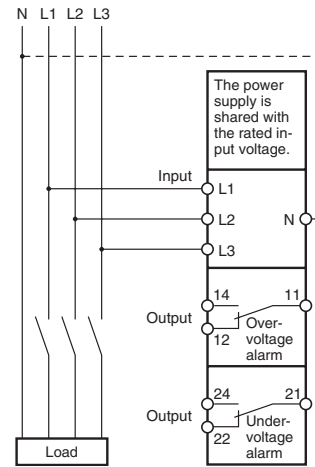 N L1 L2 L3
The power
supply is
shared with
the rated in-
put voltage.
Input
L1
L2
N
L3
14 11
Output
12
Over-
voltage
alarm
24 21
Output
22
Under-
voltage
alarm
Load